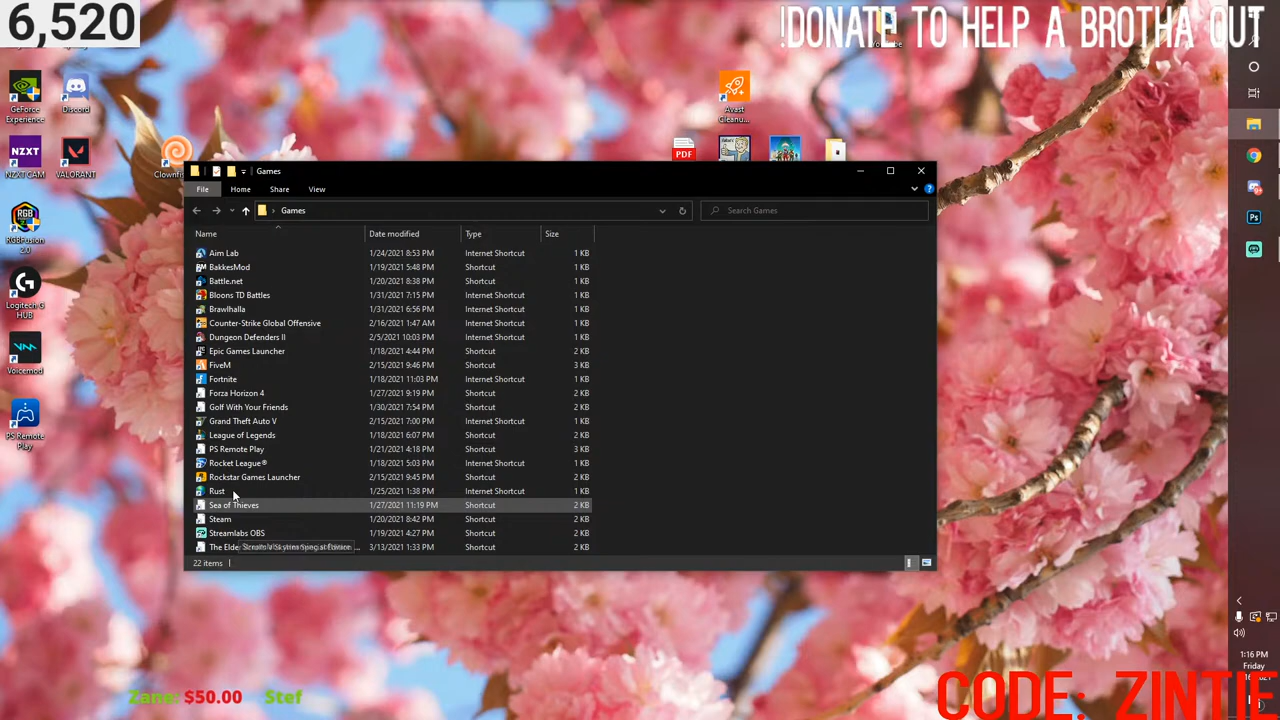 6,520
!DONATE TO HELP A BROTHA OUT
GeForce
Experience
Discord
NZXT CAM
VALORANT
RGBFusion
2.0
Logitech G
HUB
Voicemod
PS Remote
Play
Clownfi
Avast
Cleanu...
PDF
Games
File Home Share View
Games
Search Games
Name Date modified Type Size
Aim Lab 1/24/2021 8:53 PM Internet Shortcut 1 KB
BakkesMod 1/19/2021 5:48 PM Shortcut 1 KB
Battle.net 1/20/2021 8:38 PM Shortcut 1 KB
Bloons TD Battles 1/31/2021 7:15 PM Internet Shortcut 1 KB
Brawlhalla 1/31/2021 6:56 PM Internet Shortcut 1 KB
Counter-Strike Global Offensive 2/16/2021 1:47 AM Internet Shortcut 1 KB
Dungeon Defenders II 2/5/2021 10:03 PM Internet Shortcut 1 KB
Epic Games Launcher 1/18/2021 4:44 PM Shortcut 2 KB
FiveM 2/15/2021 9:46 PM Shortcut 3 KB
Fortnite 1/18/2021 11:03 PM Internet Shortcut 1 KB
Forza Horizon 4 1/27/2021 9:19 PM Shortcut 2 KB
Golf With Your Friends 1/30/2021 7:54 PM Shortcut 2 KB
Grand Theft Auto V 2/15/2021 7:00 PM Internet Shortcut 1 KB
League of Legends 1/18/2021 6:07 PM Shortcut 2 KB
PS Remote Play 1/21/2021 4:18 PM Shortcut 3 KB
Rocket League® 1/18/2021 5:03 PM Internet Shortcut 1 KB
Rockstar Games Launcher 2/15/2021 9:45 PM Shortcut 2 KB
Rust 1/25/2021 1:38 PM Internet Shortcut 1 KB
Sea of Thieves 1/27/2021 11:19 PM Shortcut 2 KB
Steam 1/20/2021 8:42 PM Shortcut 2 KB
Streamlabs OBS 1/19/2021 4:27 PM Shortcut 2 KB
The Elde 3/13/2021 1:33 PM Shortcut 2 KB
22 items
1:16 PM
Friday
Zane: $50.00 Stef
CODE: ZINTIF